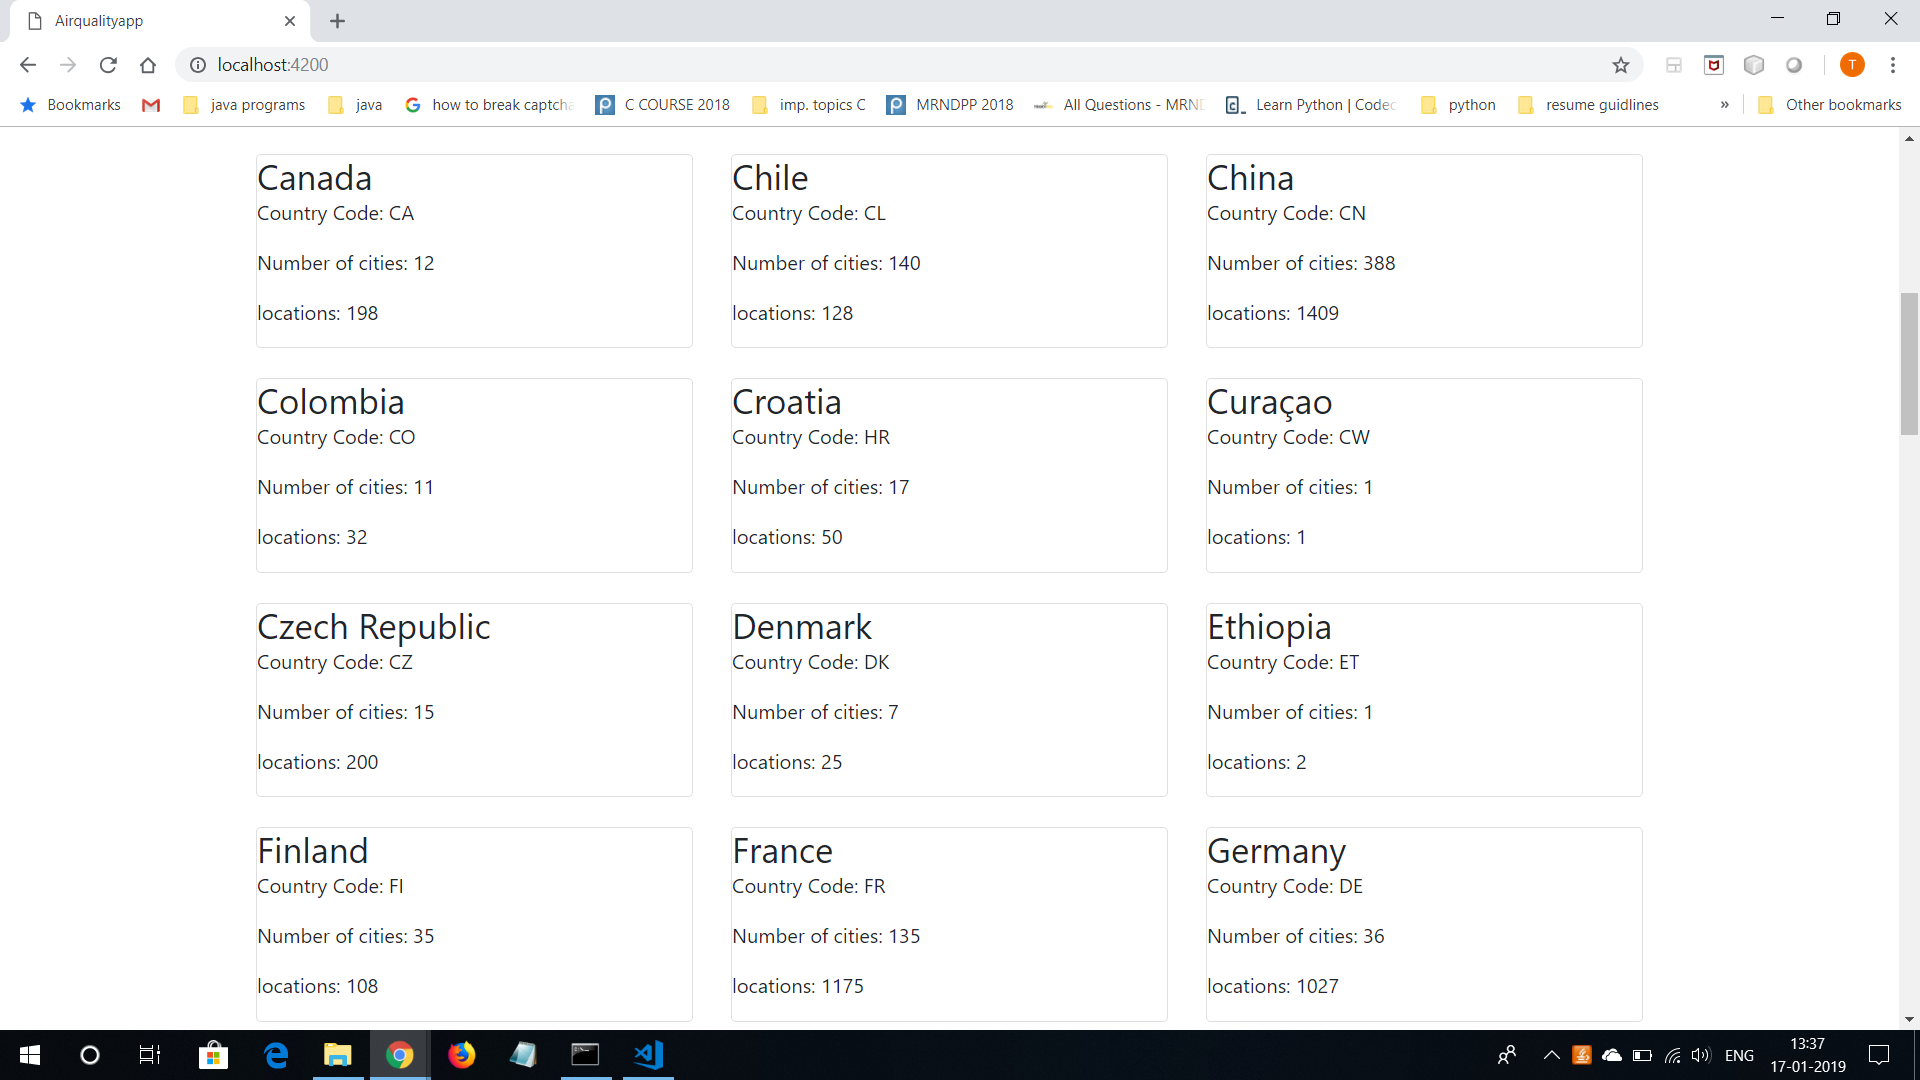 Airqualityapp
localhost:4200
Bookmarks java programs java how to break captcha C COURSE 2018 imp. topics C MRNDPP 2018 All Questions - MRND Learn Python | Codec python resume guidlines » Other bookmarks
Canada
Country Code: CA
Number of cities: 12
locations: 198
Chile
Country Code: CL
Number of cities: 140
locations: 128
China
Country Code: CN
Number of cities: 388
locations: 1409
Colombia
Country Code: CO
Number of cities: 11
locations: 32
Croatia
Country Code: HR
Number of cities: 17
locations: 50
Curaçao
Country Code: CW
Number of cities: 1
locations: 1
Czech Republic
Country Code: CZ
Number of cities: 15
locations: 200
Denmark
Country Code: DK
Number of cities: 7
locations: 25
Ethiopia
Country Code: ET
Number of cities: 1
locations: 2
Finland
Country Code: FI
Number of cities: 35
locations: 108
France
Country Code: FR
Number of cities: 135
locations: 1175
Germany
Country Code: DE
Number of cities: 36
locations: 1027
ENG
13:37
17-01-2019